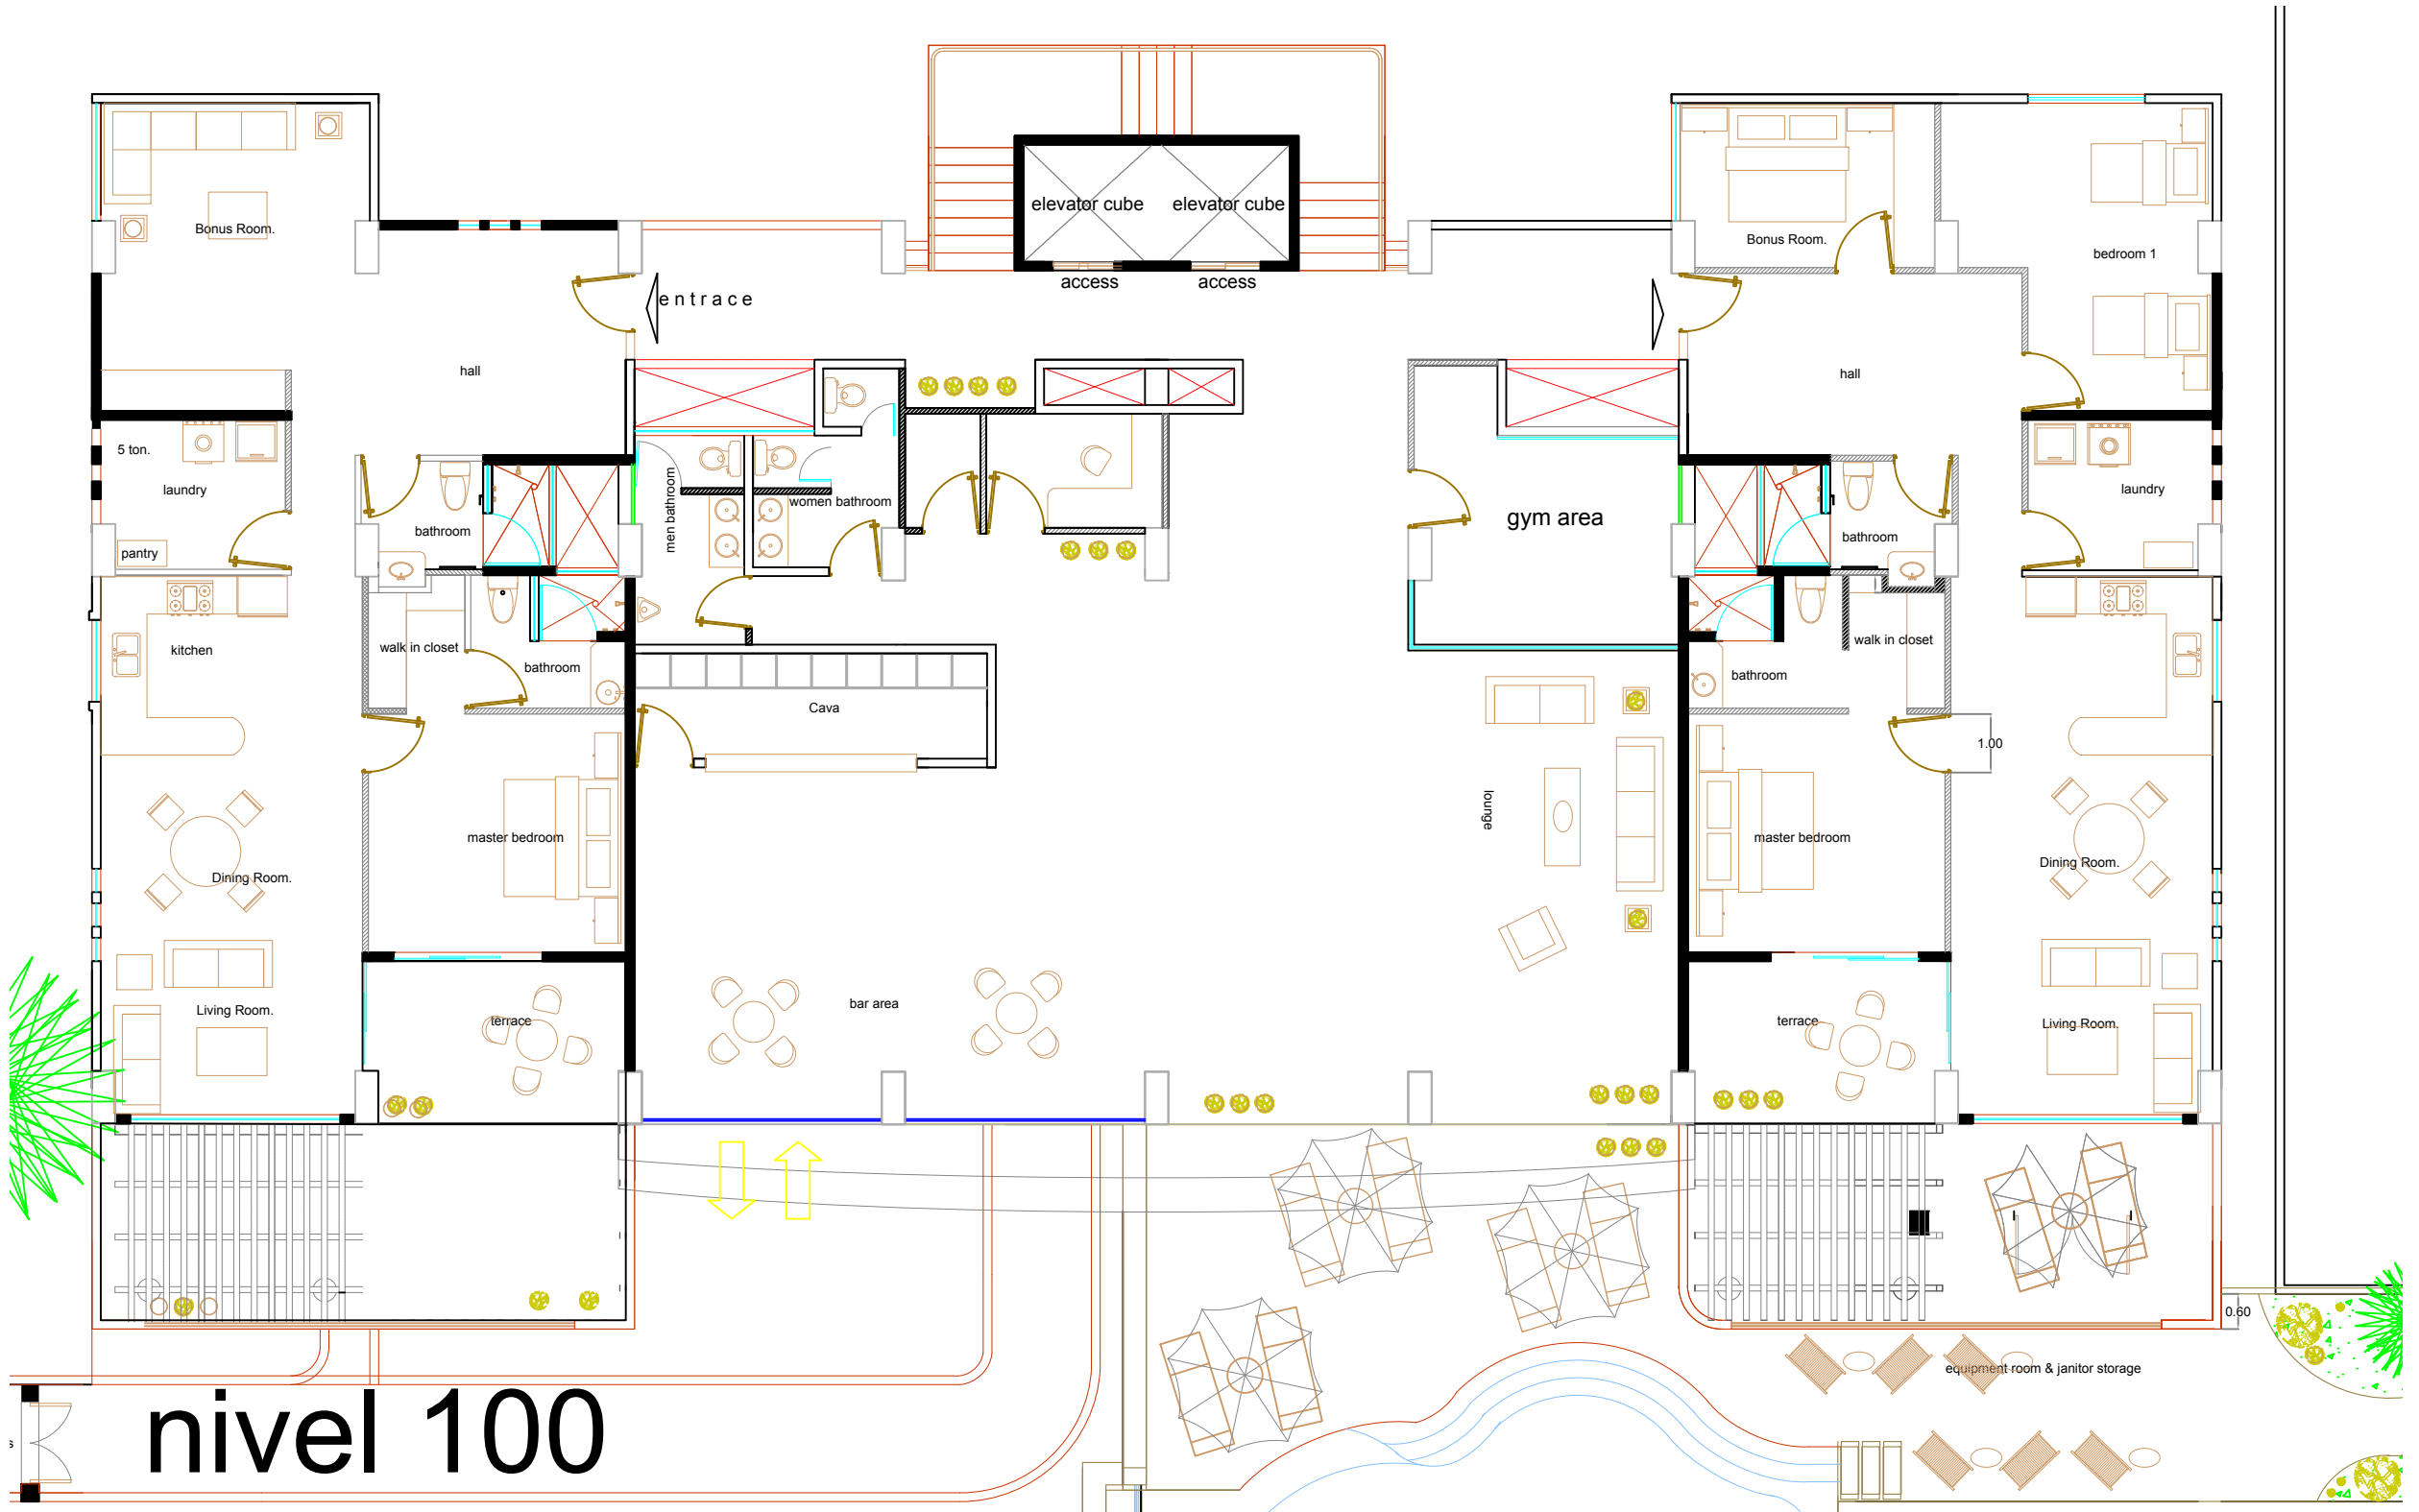 elevator cube
elevator cube
access
access
Bonus Room.
e n t r a c e
hall
5 ton.
laundry
pantry
bathroom
men bathroom
women bathroom
gym area
Bonus Room.
bedroom 1
hall
laundry
bathroom
kitchen
walk in closet
bathroom
Cava
walk in closet
bathroom
1.00
lounge
master bedroom
master bedroom
Dining Room.
Dining Room.
Living Room.
terrace
bar area
terrace
Living Room.
0.60
equipment room & janitor storage
nivel 100
s